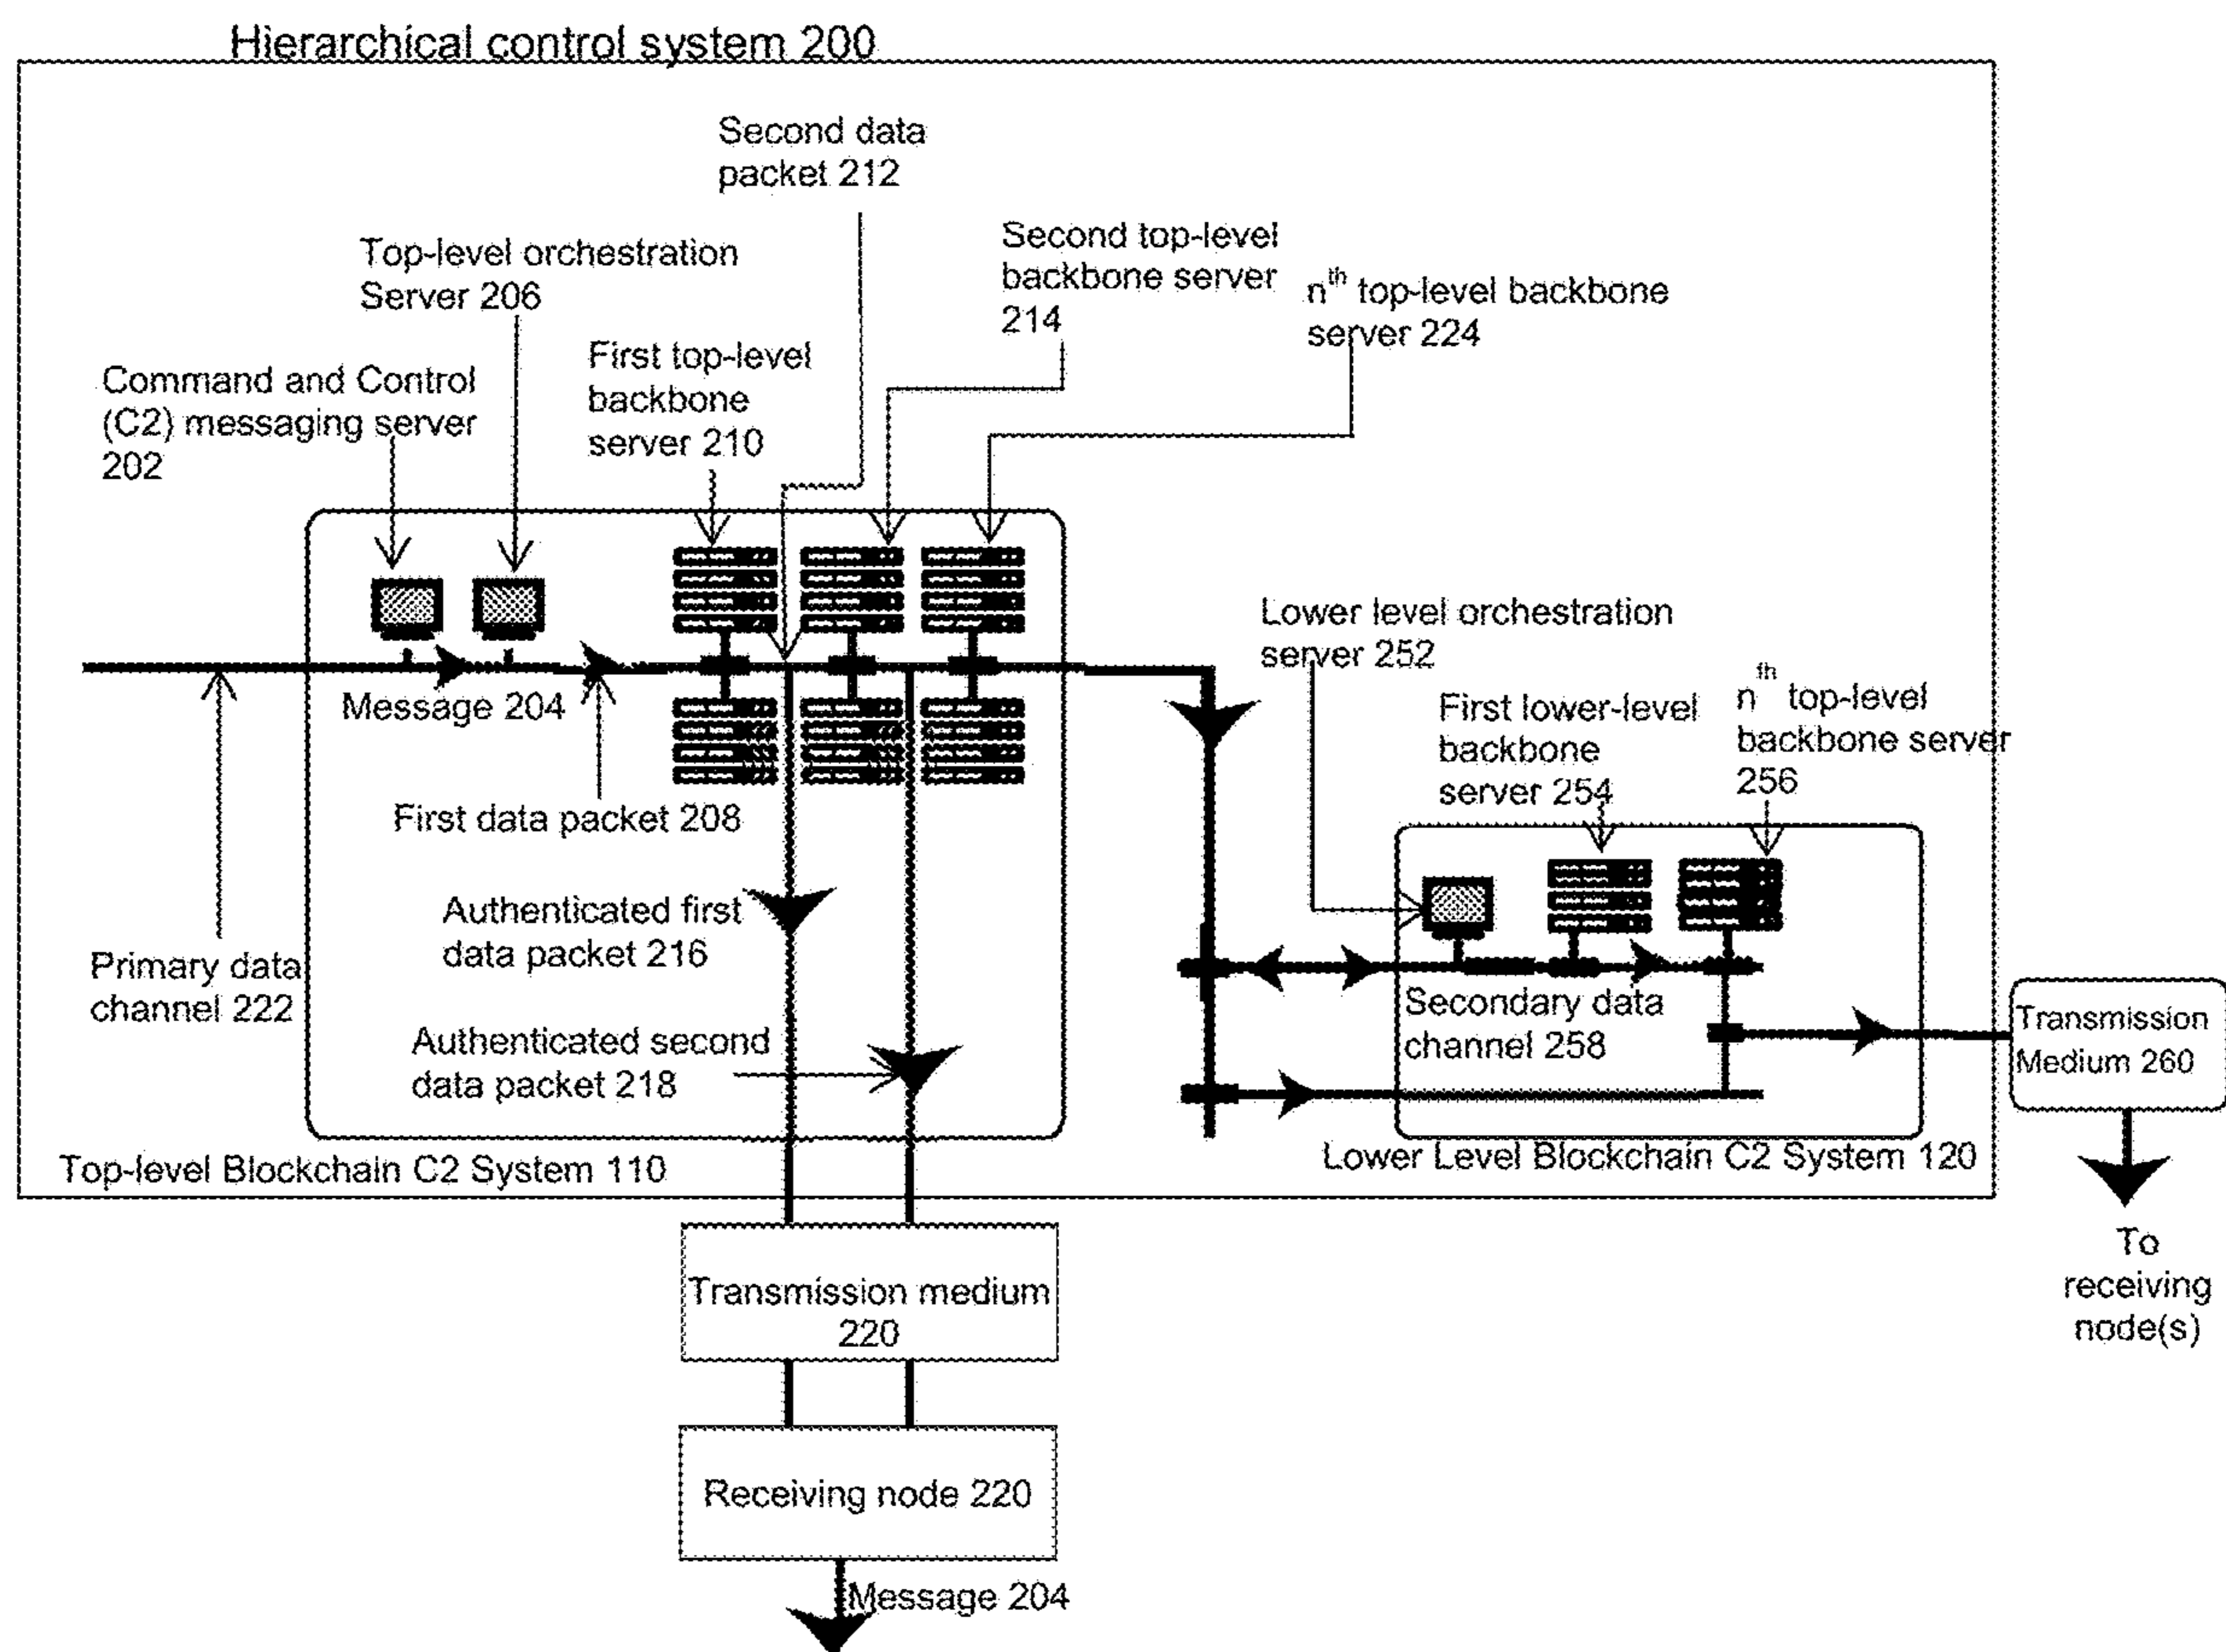 Hierarchical control system 200
Second data
packet 212
Top-level orchestration
Server 206
Second top-level
backbone server
214
nth top-level backbone
server 224
Command and Control
(C2) messaging server
202
First top-level
backbone
server 210
Message 204
First data packet 208
Lower level orchestration
server 252
First lower-level
backbone
server 254
nth top-level
backbone server
256
Authenticated first
data packet 216
Primary data
channel 222
Authenticated second
data packet 218
Secondary data
channel 258
Transmission
Medium 260
Top-level Blockchain C2 System 110
Lower Level Blockchain C2 System 120
To
receiving
node(s)
Transmission medium
220
Receiving node 220
Message 204